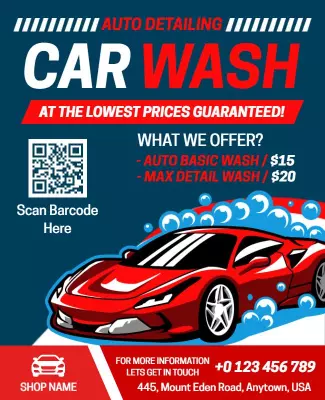 AUTO DETAILING
CAR WASH
AT THE LOWEST PRICES GUARANTEED!
WHAT WE OFFER?
- AUTO BASIC WASH / $15
- MAX DETAIL WASH / $20
Scan Barcode
Here
SHOP NAME
FOR MORE INFORMATION
LETS GET IN TOUCH
+0 123 456 789
445, Mount Eden Road, Anytown, USA